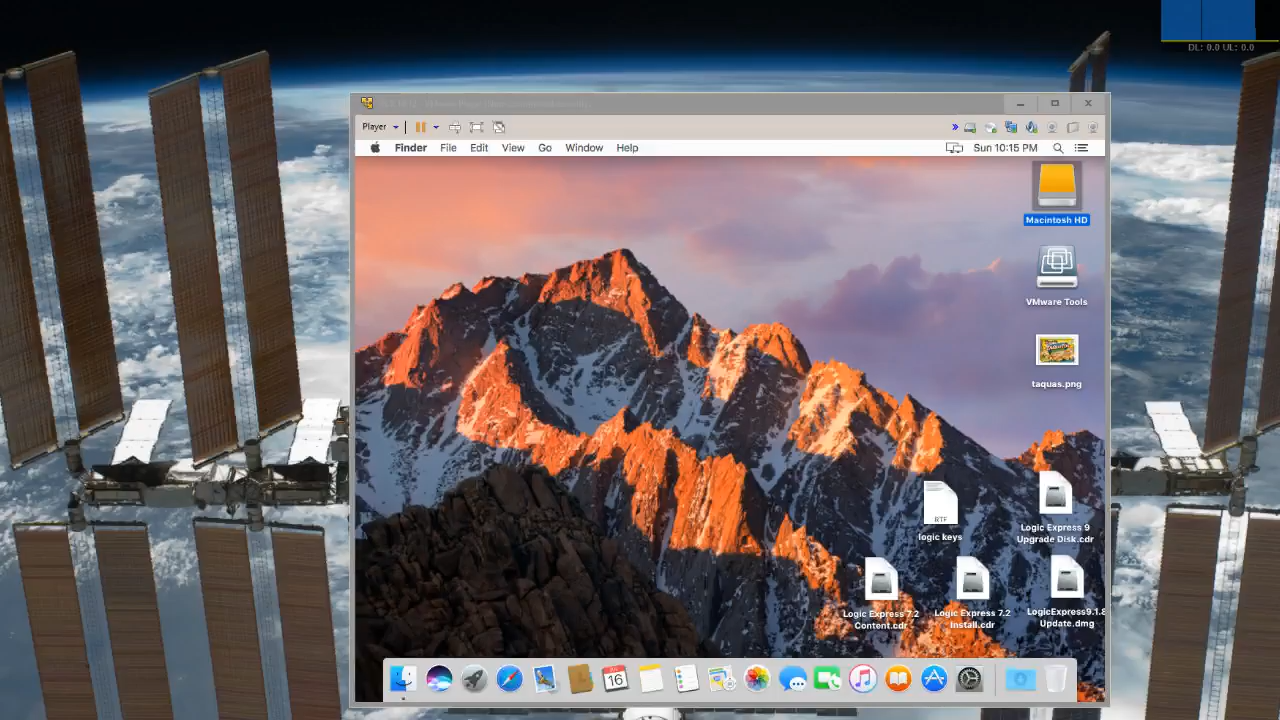 DL: 0.0 UL: 0.0
Player
Finder File Edit View Go Window Help
Sun 10:15 PM
Macintosh HD
VMware Tools
taquas.png
RTF
logic keys
Logic Express 9
Upgrade Disk.cdr
Logic Express 7.2
Content.cdr
Logic Express 7.2
Install.cdr
LogicExpress9.1.8
Update.dmg
16